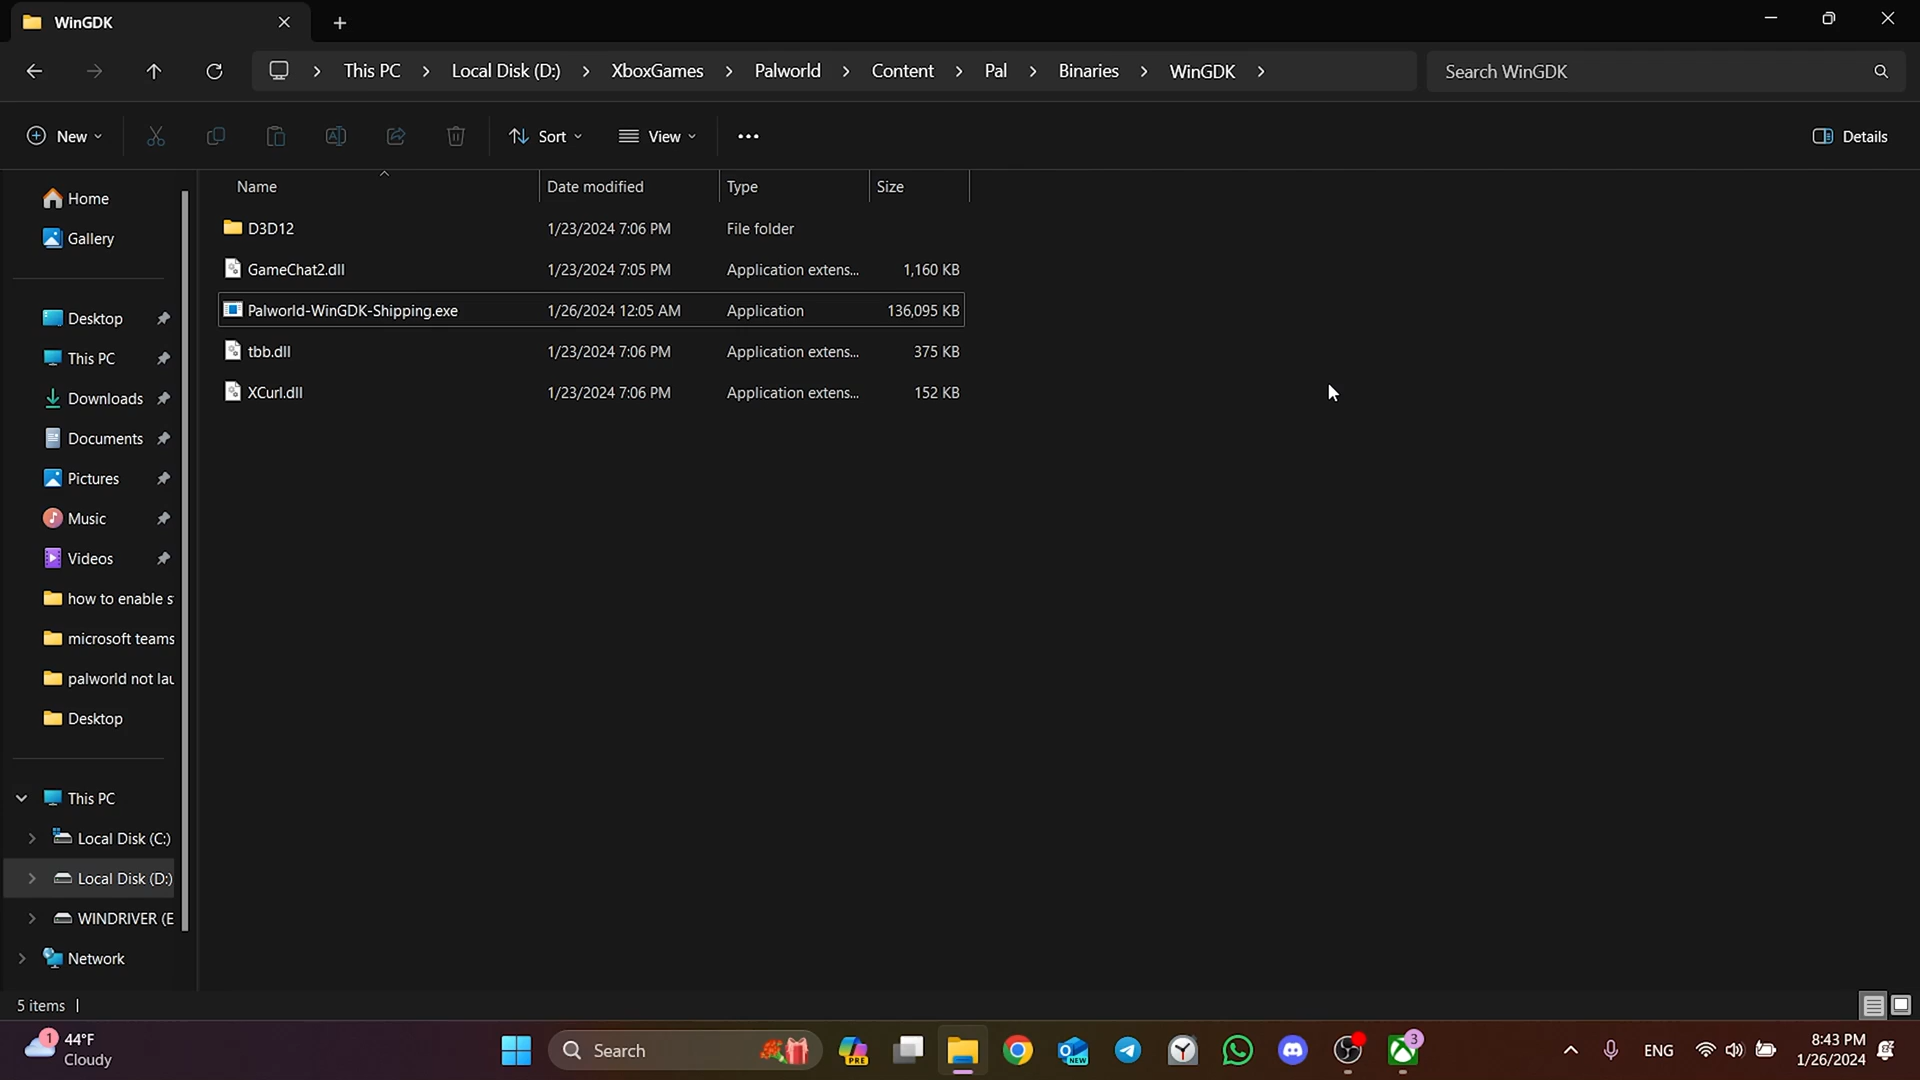 WinGDK
This PC > Local Disk (D:) > XboxGames > Palworld > Content > Pal > Binaries > WinGDK >
Search WinGDK
New
Sort
View
Details
Name Date modified Type Size
D3D12 1/23/2024 7:06 PM File folder
GameChat2.dll 1/23/2024 7:05 PM Application extens... 1,160 KB
Palworld-WinGDK-Shipping.exe 1/26/2024 12:05 AM Application 136,095 KB
tbb.dll 1/23/2024 7:06 PM Application extens... 375 KB
XCurl.dll 1/23/2024 7:06 PM Application extens... 152 KB
Home
Gallery
Desktop
This PC
Downloads
Documents
Pictures
Music
Videos
how to enable s
microsoft teams
palworld not lau
Desktop
This PC
Local Disk (C:)
Local Disk (D:)
WINDRIVER (E
Network
5 items
1
44°F
Cloudy
Search
PRE
NEW
3
ENG
8:43 PM
1/26/2024